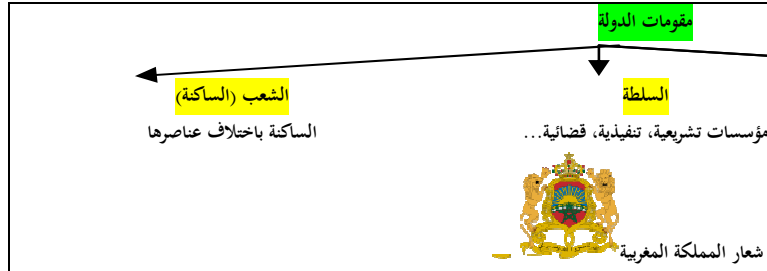 مقومات الدولة
السلطة
الشعب (الساكنة)
مؤسسات تشريعية، تنفيذية، قضائية...
الساكنة باختلاف عناصرها
شعار المملكة المغربية